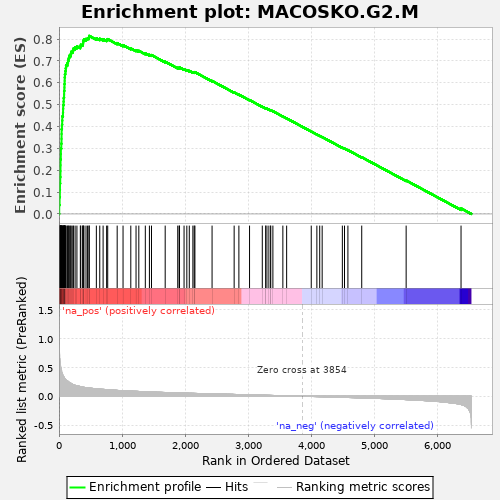 Enrichment plot: MACOSKO.G2.M
Enrichment score (ES)
0.8
0.7
0.6
0.5
0.4
0.3
0.2
0.1
0.0
'na_pos' (positively correlated)
Ranked list metric (PreRanked)
1.5
1.0
0.5
0.0
-0.5
Zero cross at 3854
'na_neg' (negatively correlated)
0 1,000 2,000 3,000 4,000 5,000 6,000
Rank in Ordered Dataset
Enrichment profile Hits Ranking metric scores